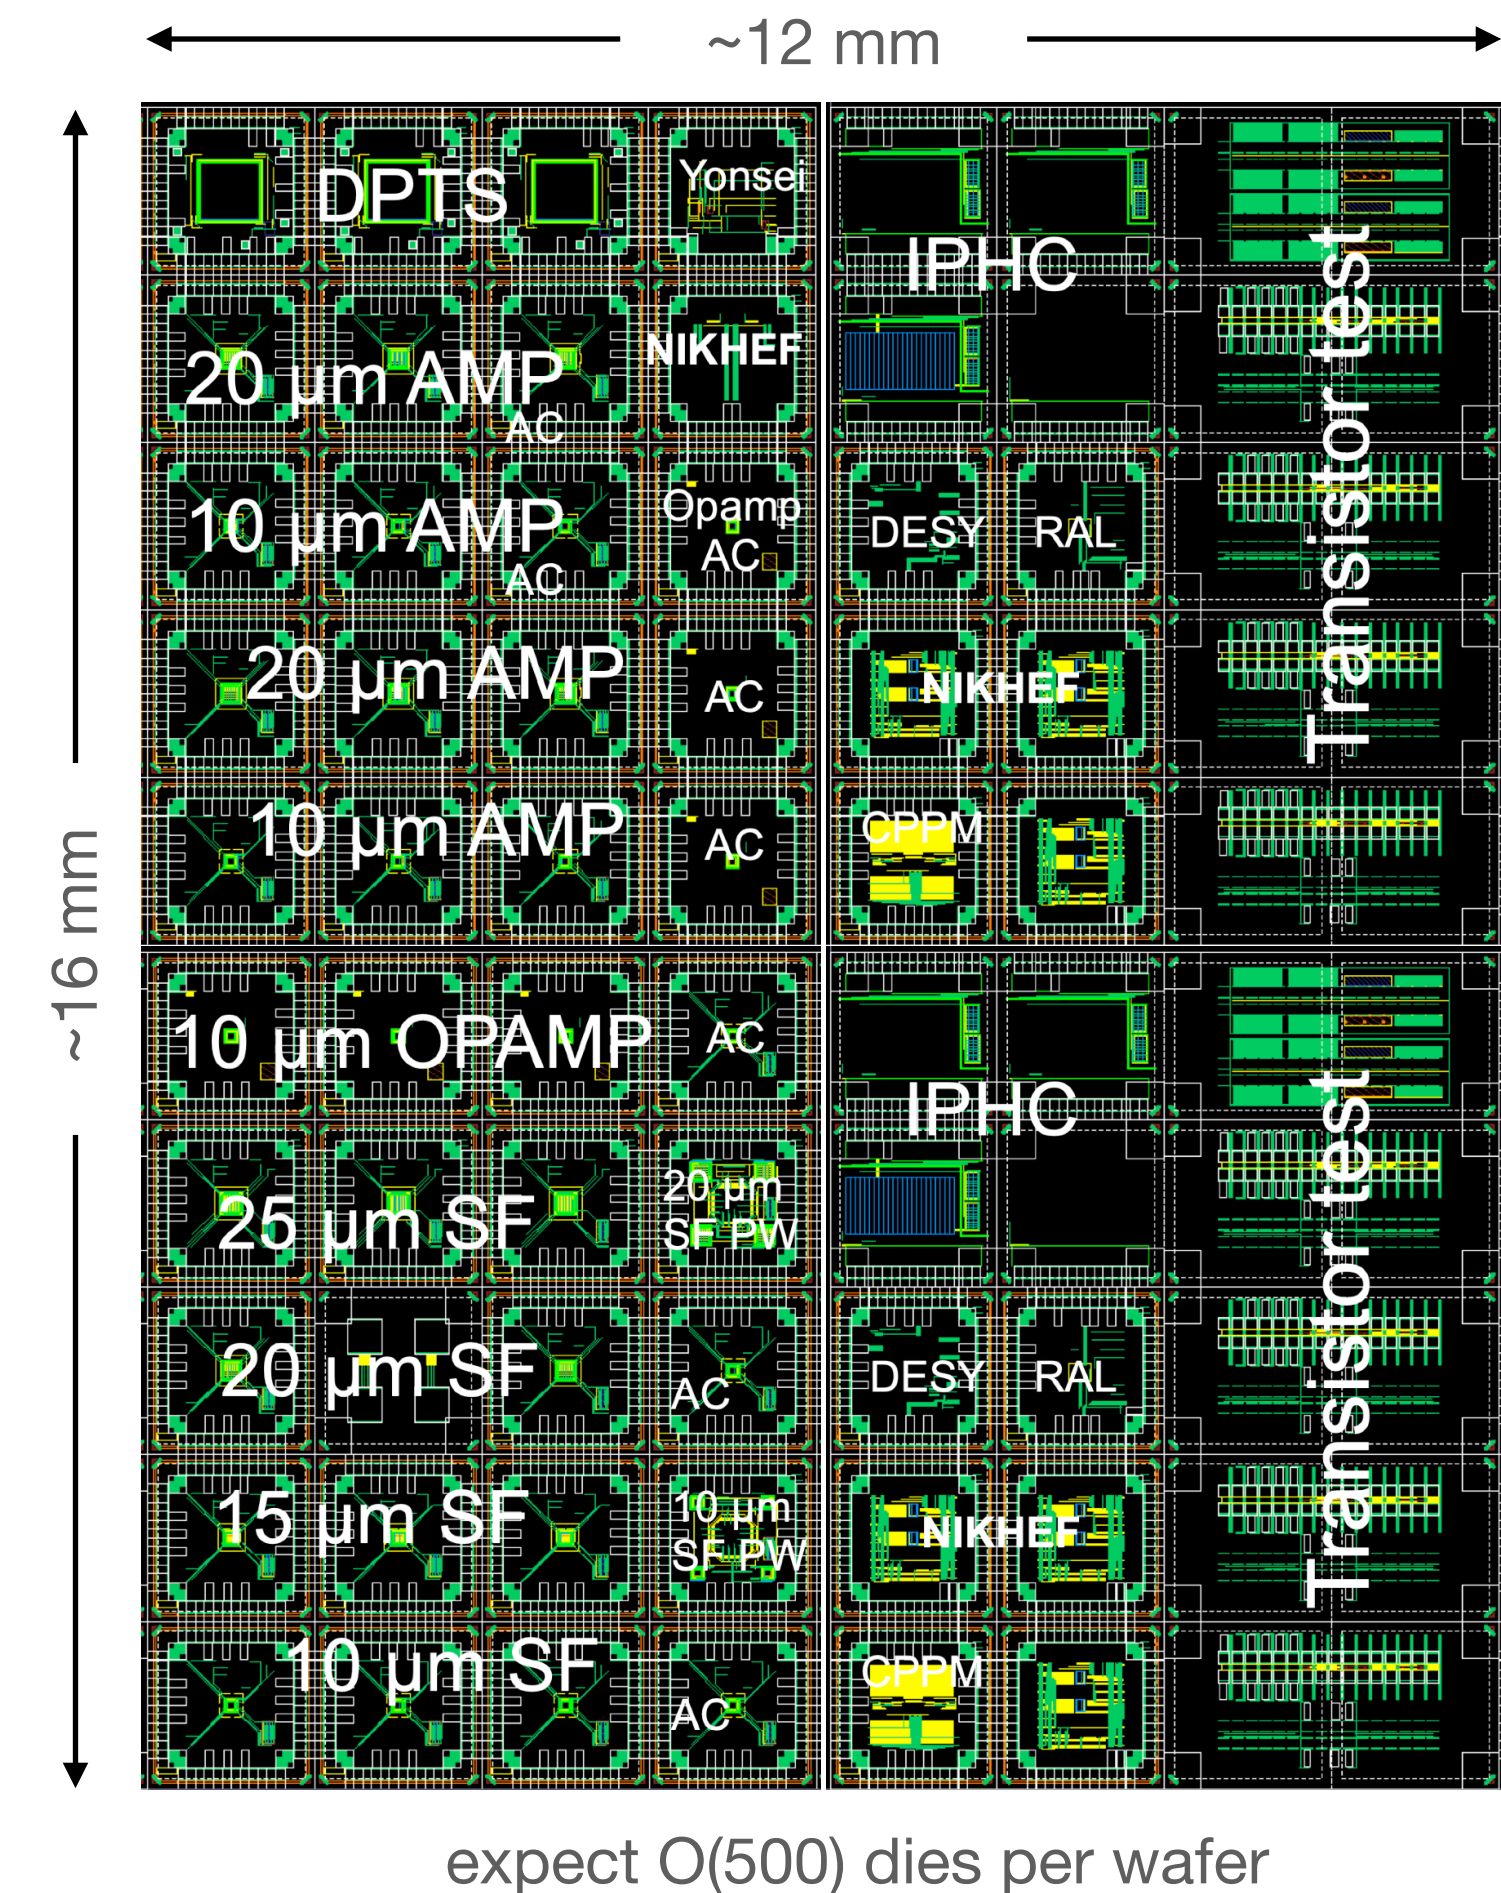 ~12 mm
~16 mm
DPTS
Yonsei
IPHC
Transistor test
20 µm AMP
AC
NIKHEF
10 µm AMP
AC
Opamp
AC
DESY
RAL
20 µm AMP
AC
NIKHEF
10 µm AMP
AC
CPPM
10 µm OPAMP
AC
IPHC
Transistor test
25 µm SF
20 µm
SF PW
20 µm SF
AC
DESY
RAL
15 µm SF
10 µm
SF PW
NIKHEF
10 µm SF
AC
CPPM
expect O(500) dies per wafer